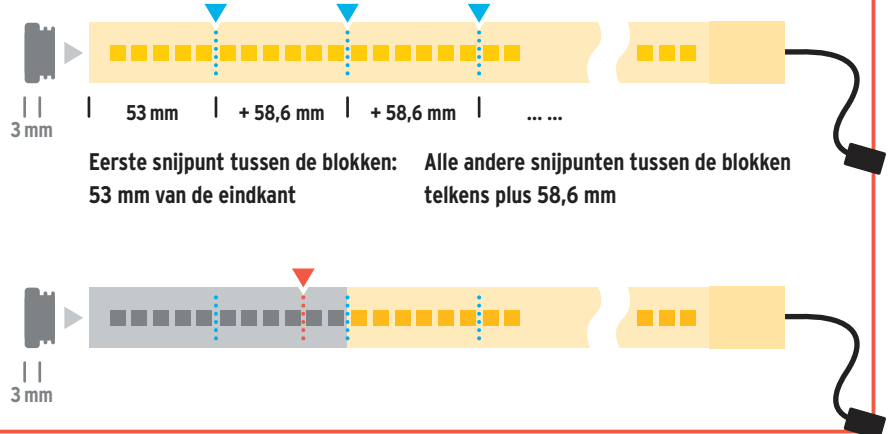 53 mm
+ 58,6 mm
+ 58,6 mm
... ...
3 mm
Eerste snijpunt tussen de blokken:
53 mm van de eindkant
Alle andere snijpunten tussen de blokken
telkens plus 58,6 mm
3 mm